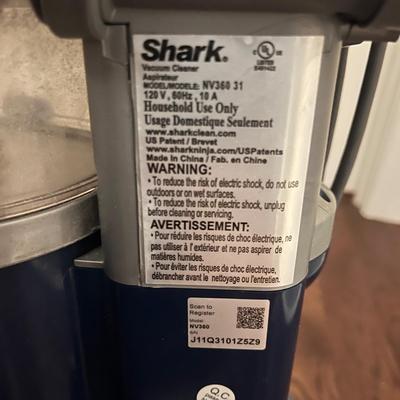 Shark®
Vacuum Cleaner
Aspirateur
MODEL/MODELE: NV360 31
120 V , 60Hz , 10 A
Household Use Only
Usage Domestique Seulement
www.sharkclean.com
US Patent / Brevet
www.sharkninja.com/USPatents
Made In China / Fab. en Chine
C UL US
LISTED
WARNING:
• To reduce the risk of electric shock, do not use
outdoors or on wet surfaces.
• To reduce the risk of electric shock, unplug
before cleaning or servicing.
AVERTISSEMENT:
• Pour réduire les risques de choc électrique, ne
pas utiliser à l'extérieur et ne pas aspirer de
matières humides.
• Pour éviter les risques de choc électrique,
débrancher avant le nettoyage ou l'entretien.
Scan to
Register
Model
NV360
S/N
J11Q3101Z5Z9
Q.C